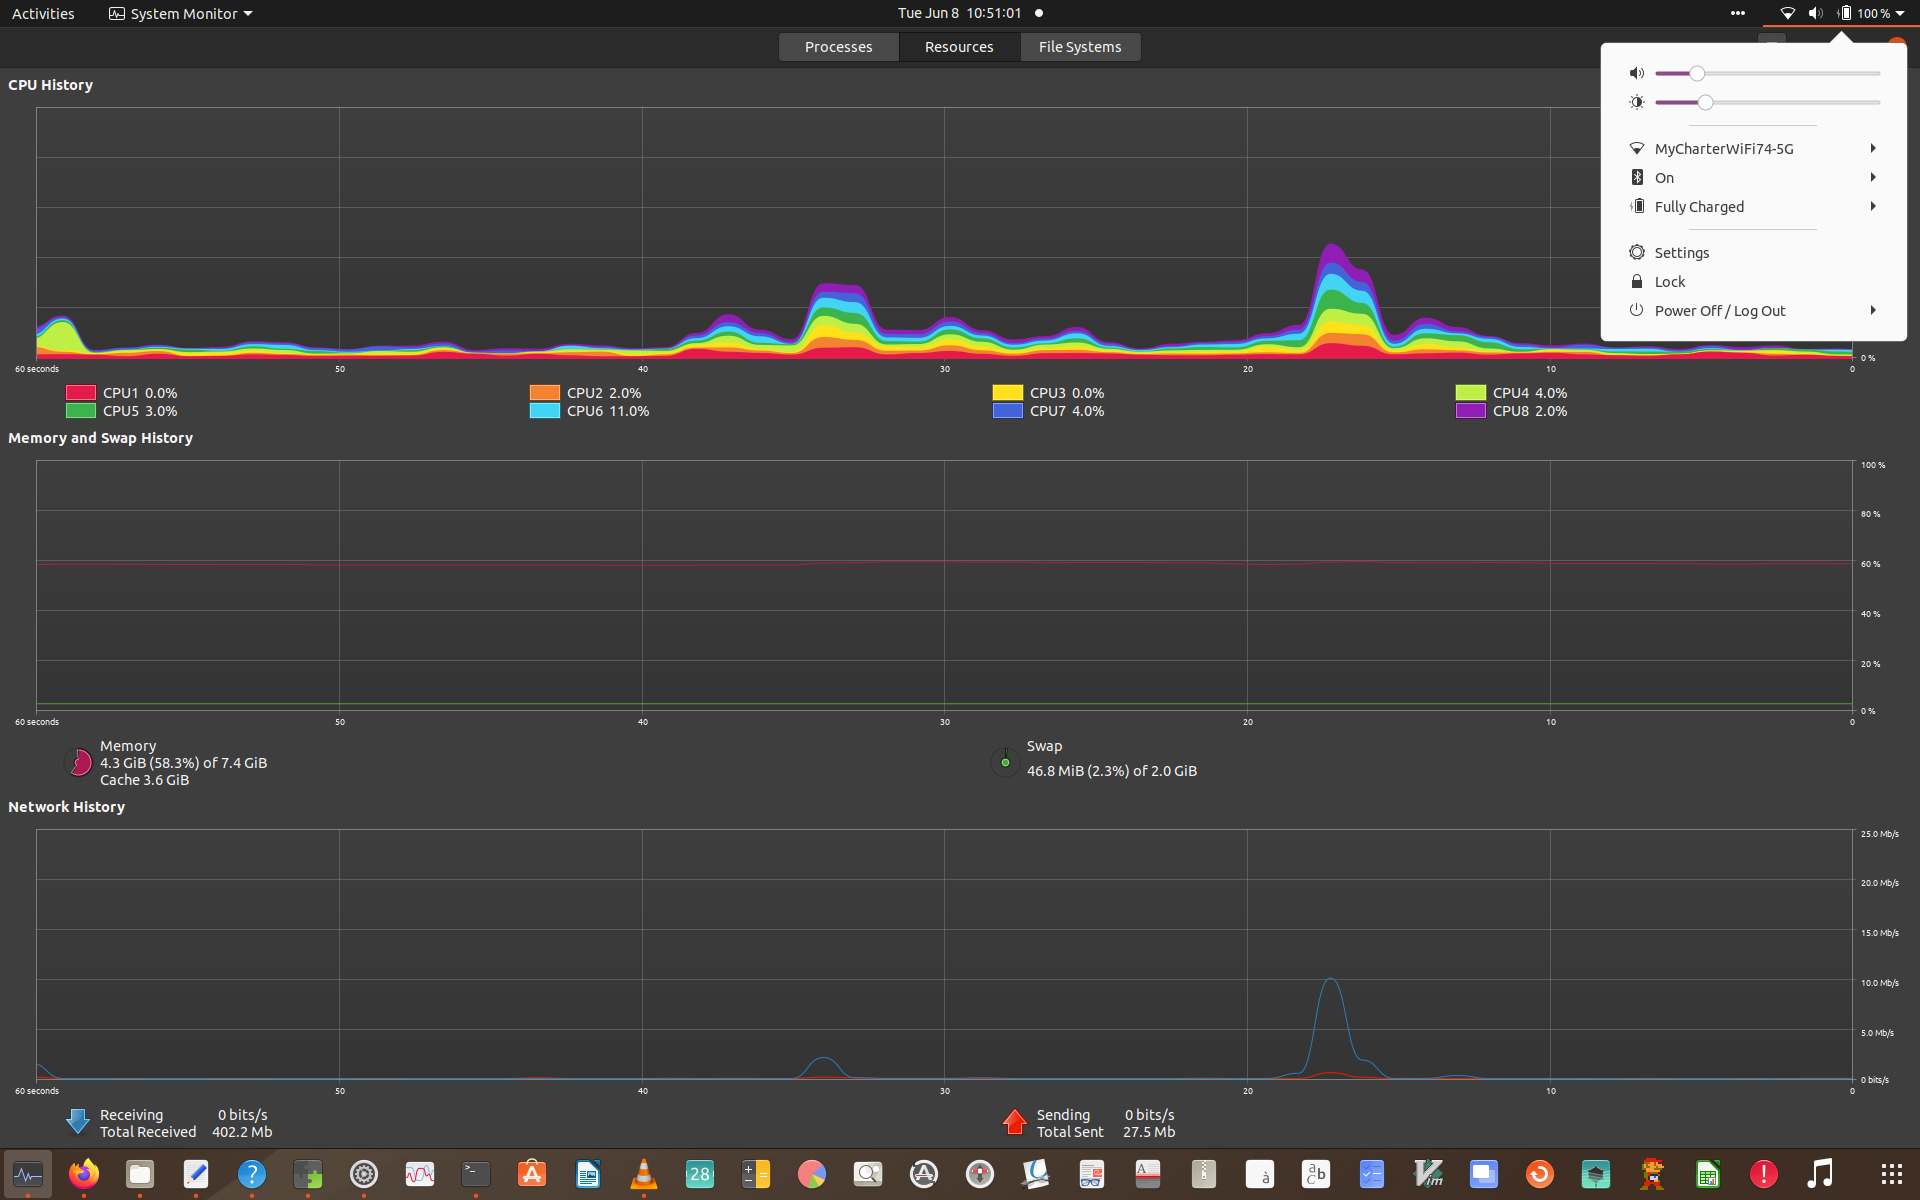 Activities System Monitor Tue Jun 8 10:51:01 100 %
Processes Resources File Systems
CPU History
MyCharterWiFi74-5G
On
Fully Charged
Settings
Lock
Power Off / Log Out
0 %
60 seconds 50 40 30 20 10 0
CPU1 0.0% CPU2 2.0% CPU3 0.0% CPU4 4.0%
CPU5 3.0% CPU6 11.0% CPU7 4.0% CPU8 2.0%
Memory and Swap History
100 %
80 %
60 %
40 %
20 %
0 %
60 seconds 50 40 30 20 10 0
Memory
4.3 GiB (58.3%) of 7.4 GiB
Cache 3.6 GiB
Swap
46.8 MiB (2.3%) of 2.0 GiB
Network History
25.0 Mb/s
20.0 Mb/s
15.0 Mb/s
10.0 Mb/s
5.0 Mb/s
0 bits/s
60 seconds 50 40 30 20 10 0
Receiving 0 bits/s Sending 0 bits/s
Total Received 402.2 Mb Total Sent 27.5 Mb
? >_ A 28 A A à a b c Vim !